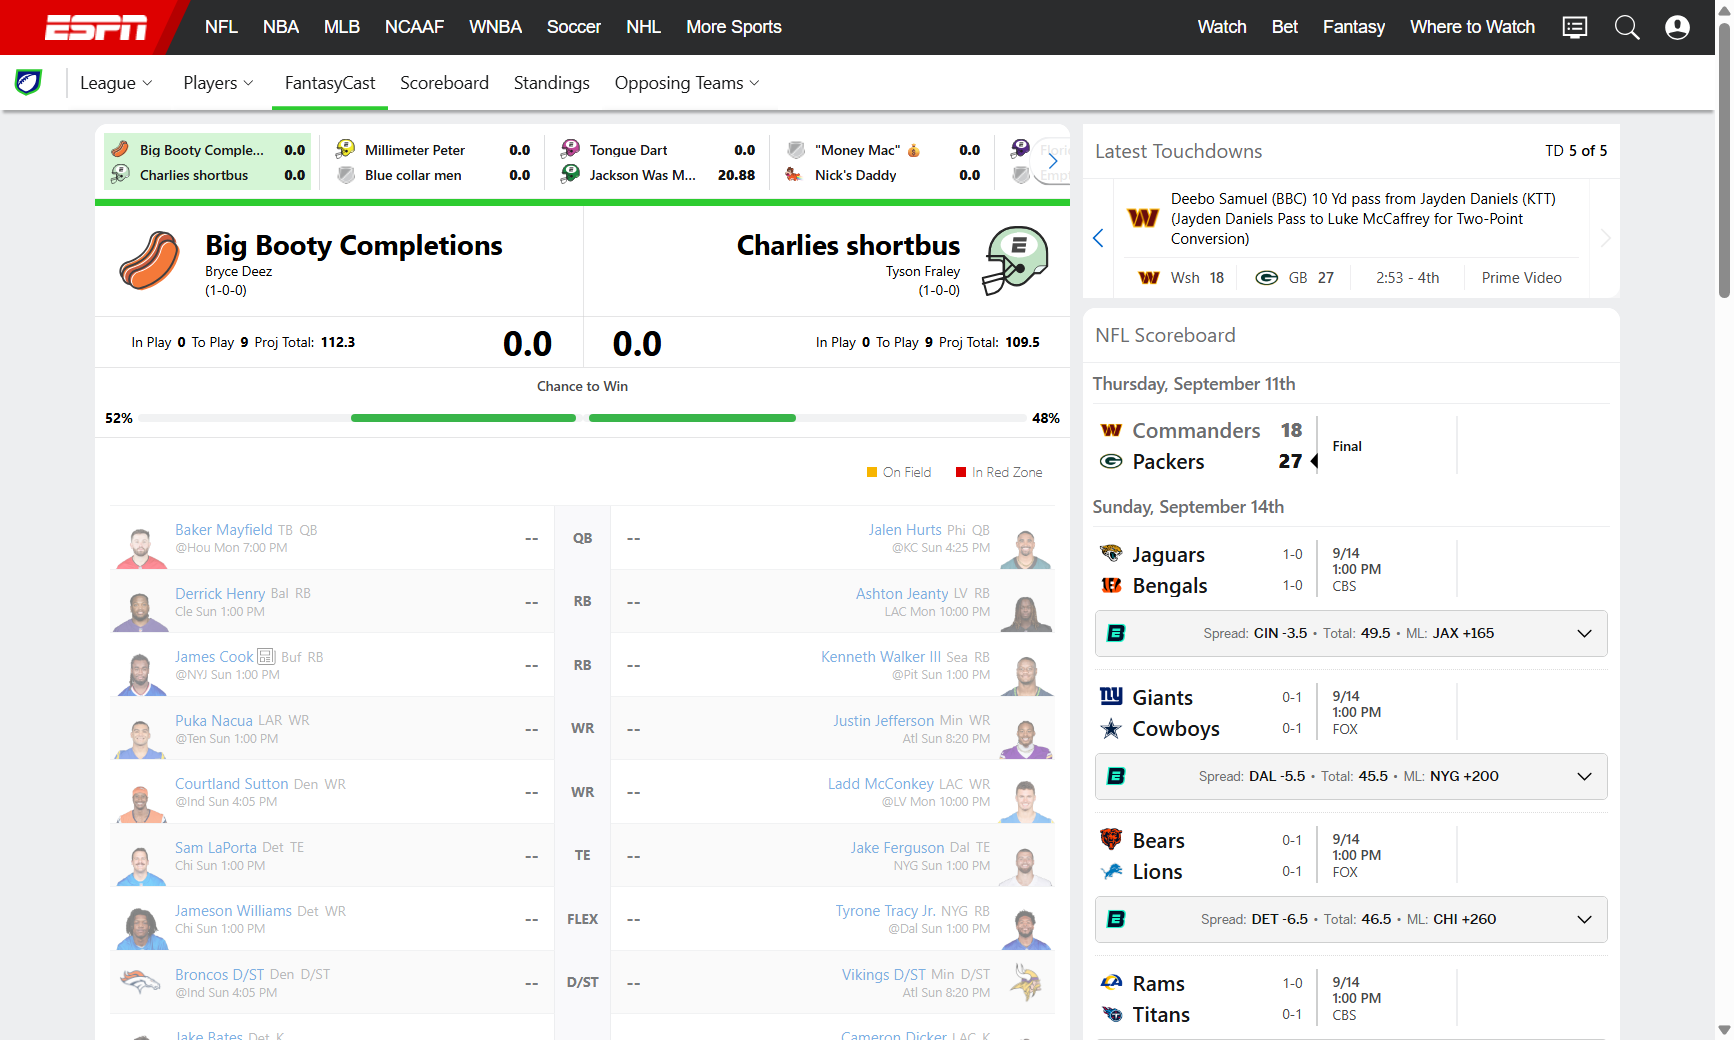 ESPN
NFL NBA MLB NCAAF WNBA Soccer NHL More Sports
Watch Bet Fantasy Where to Watch
League Players FantasyCast Scoreboard Standings Opposing Teams
Big Booty Comple... 0.0
Charlies shortbus 0.0
Millimeter Peter 0.0
Blue collar men 0.0
Tongue Dart 0.0
Jackson Was M... 20.88
"Money Mac" 💰 0.0
Nick's Daddy 0.0
Big Booty Completions
Bryce Deez
(1-0-0)
Charlies shortbus
Tyson Fraley
(1-0-0)
In Play 0 To Play 9 Proj Total: 112.3
0.0
0.0
In Play 0 To Play 9 Proj Total: 109.5
Chance to Win
52%
48%
On Field In Red Zone
Baker Mayfield TB QB
@Hou Mon 7:00 PM
-- QB --
Jalen Hurts Phi QB
@KC Sun 4:25 PM
Derrick Henry Bal RB
Cle Sun 1:00 PM
-- RB --
Ashton Jeanty LV RB
LAC Mon 10:00 PM
James Cook Buf RB
@NYJ Sun 1:00 PM
-- RB --
Kenneth Walker III Sea RB
@Pit Sun 1:00 PM
Puka Nacua LAR WR
@Ten Sun 1:00 PM
-- WR --
Justin Jefferson Min WR
Atl Sun 8:20 PM
Courtland Sutton Den WR
@Ind Sun 4:05 PM
-- WR --
Ladd McConkey LAC WR
@LV Mon 10:00 PM
Sam LaPorta Det TE
Chi Sun 1:00 PM
-- TE --
Jake Ferguson Dal TE
NYG Sun 1:00 PM
Jameson Williams Det WR
Chi Sun 1:00 PM
-- FLEX --
Tyrone Tracy Jr. NYG RB
@Dal Sun 1:00 PM
Broncos D/ST Den D/ST
@Ind Sun 4:05 PM
-- D/ST --
Vikings D/ST Min D/ST
Atl Sun 8:20 PM
Jake Bates Det K
Cameron Dicker LAC K
Latest Touchdowns
TD 5 of 5
Deebo Samuel (BBC) 10 Yd pass from Jayden Daniels (KTT)
(Jayden Daniels Pass to Luke McCaffrey for Two-Point
Conversion)
Wsh 18 GB 27 2:53 - 4th Prime Video
NFL Scoreboard
Thursday, September 11th
Commanders 18
Packers 27
Final
Sunday, September 14th
Jaguars 1-0
Bengals 1-0
9/14
1:00 PM
CBS
Spread: CIN -3.5 • Total: 49.5 • ML: JAX +165
Giants 0-1
Cowboys 0-1
9/14
1:00 PM
FOX
Spread: DAL -5.5 • Total: 45.5 • ML: NYG +200
Bears 0-1
Lions 0-1
9/14
1:00 PM
FOX
Spread: DET -6.5 • Total: 46.5 • ML: CHI +260
Rams 1-0
Titans 0-1
9/14
1:00 PM
CBS